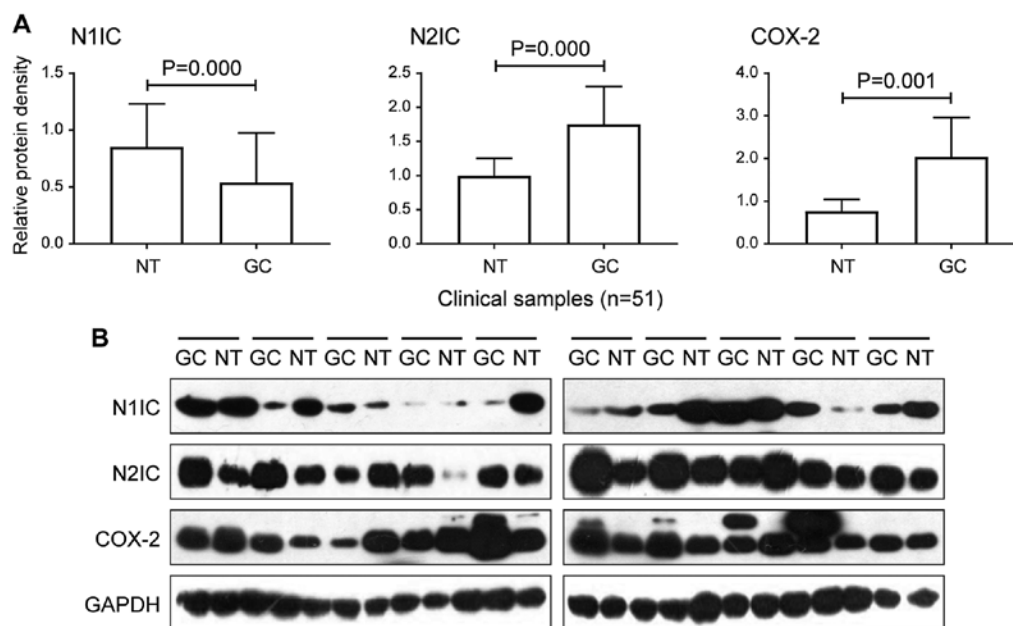 A
N1IC
N2IC
COX-2
Relative protein density
1.5
1.0
0.5
0.0
P=0.000
NT GC
2.5
2.0
1.5
1.0
0.5
0.0
P=0.000
NT GC
4.0
3.0
2.0
1.0
0.0
P=0.001
NT GC
Clinical samples (n=51)
B
GC NT GC NT GC NT GC NT GC NT GC NT GC NT GC NT GC NT GC NT
N1IC
N2IC
COX-2
GAPDH